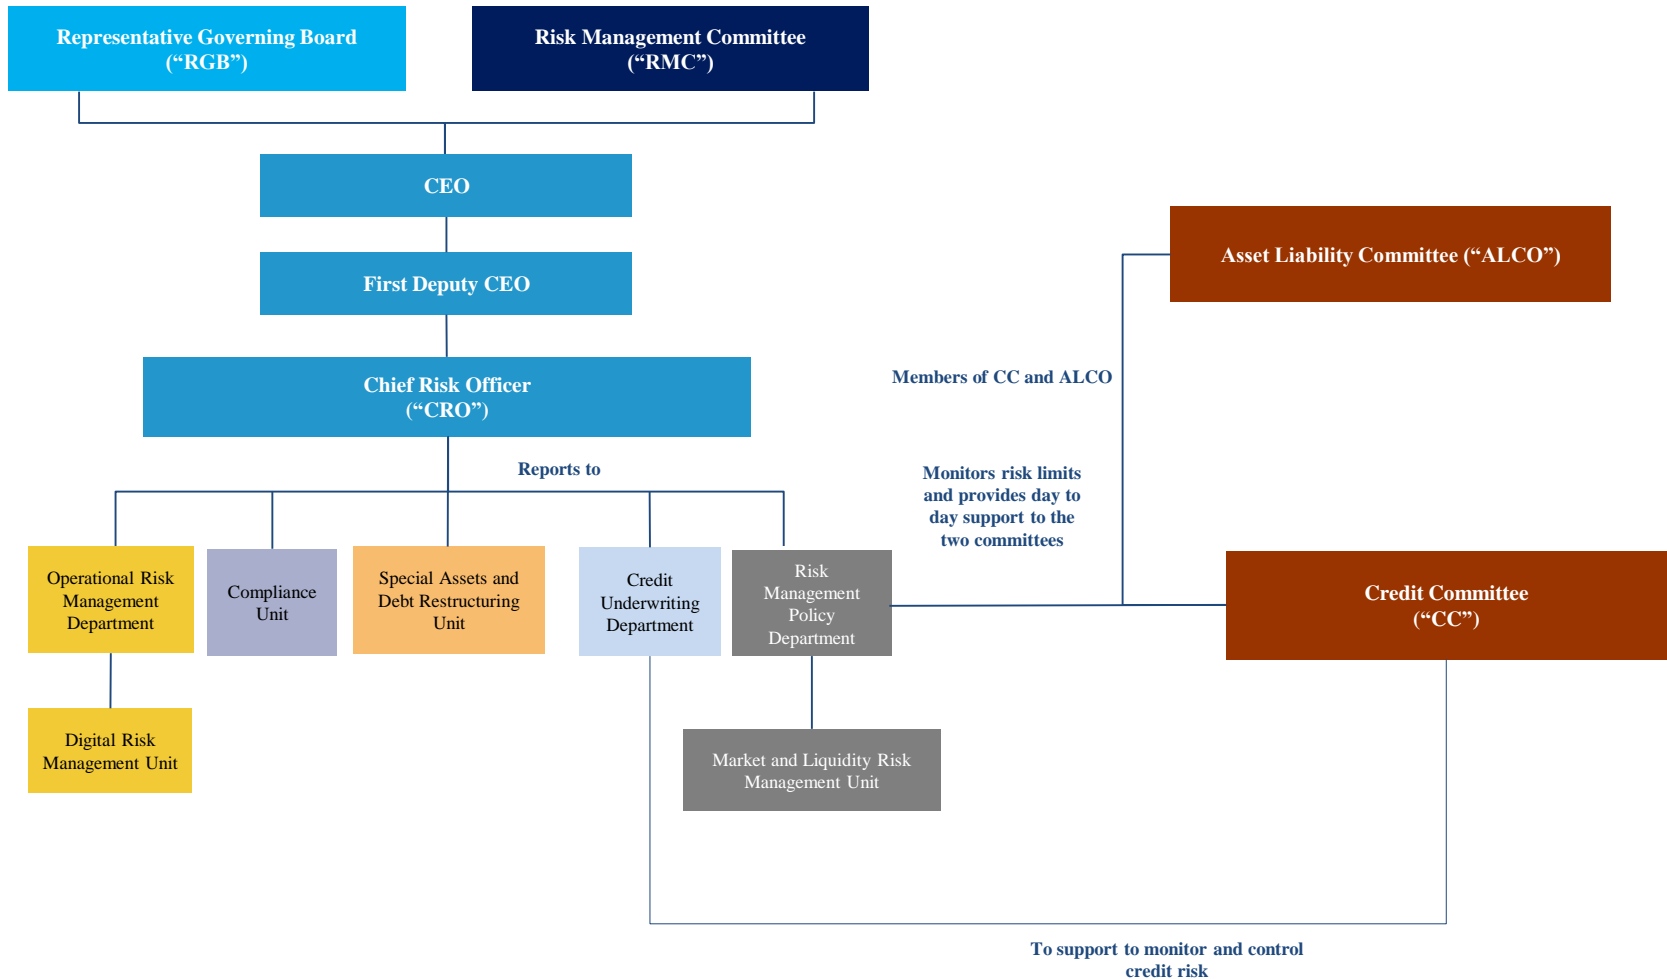 Representative Governing Board
(“RGB”)
Risk Management Committee
(“RMC”)
CEO
First Deputy CEO
Chief Risk Officer
(“CRO”)
Asset Liability Committee (“ALCO”)
Members of CC and ALCO
Reports to
Monitors risk limits
and provides day to
day support to the
two committees
Operational Risk
Management
Department
Compliance
Unit
Special Assets and
Debt Restructuring
Unit
Credit
Underwriting
Department
Risk
Management
Policy
Department
Credit Committee
(“CC”)
Digital Risk
Management Unit
Market and Liquidity Risk
Management Unit
To support to monitor and control
credit risk